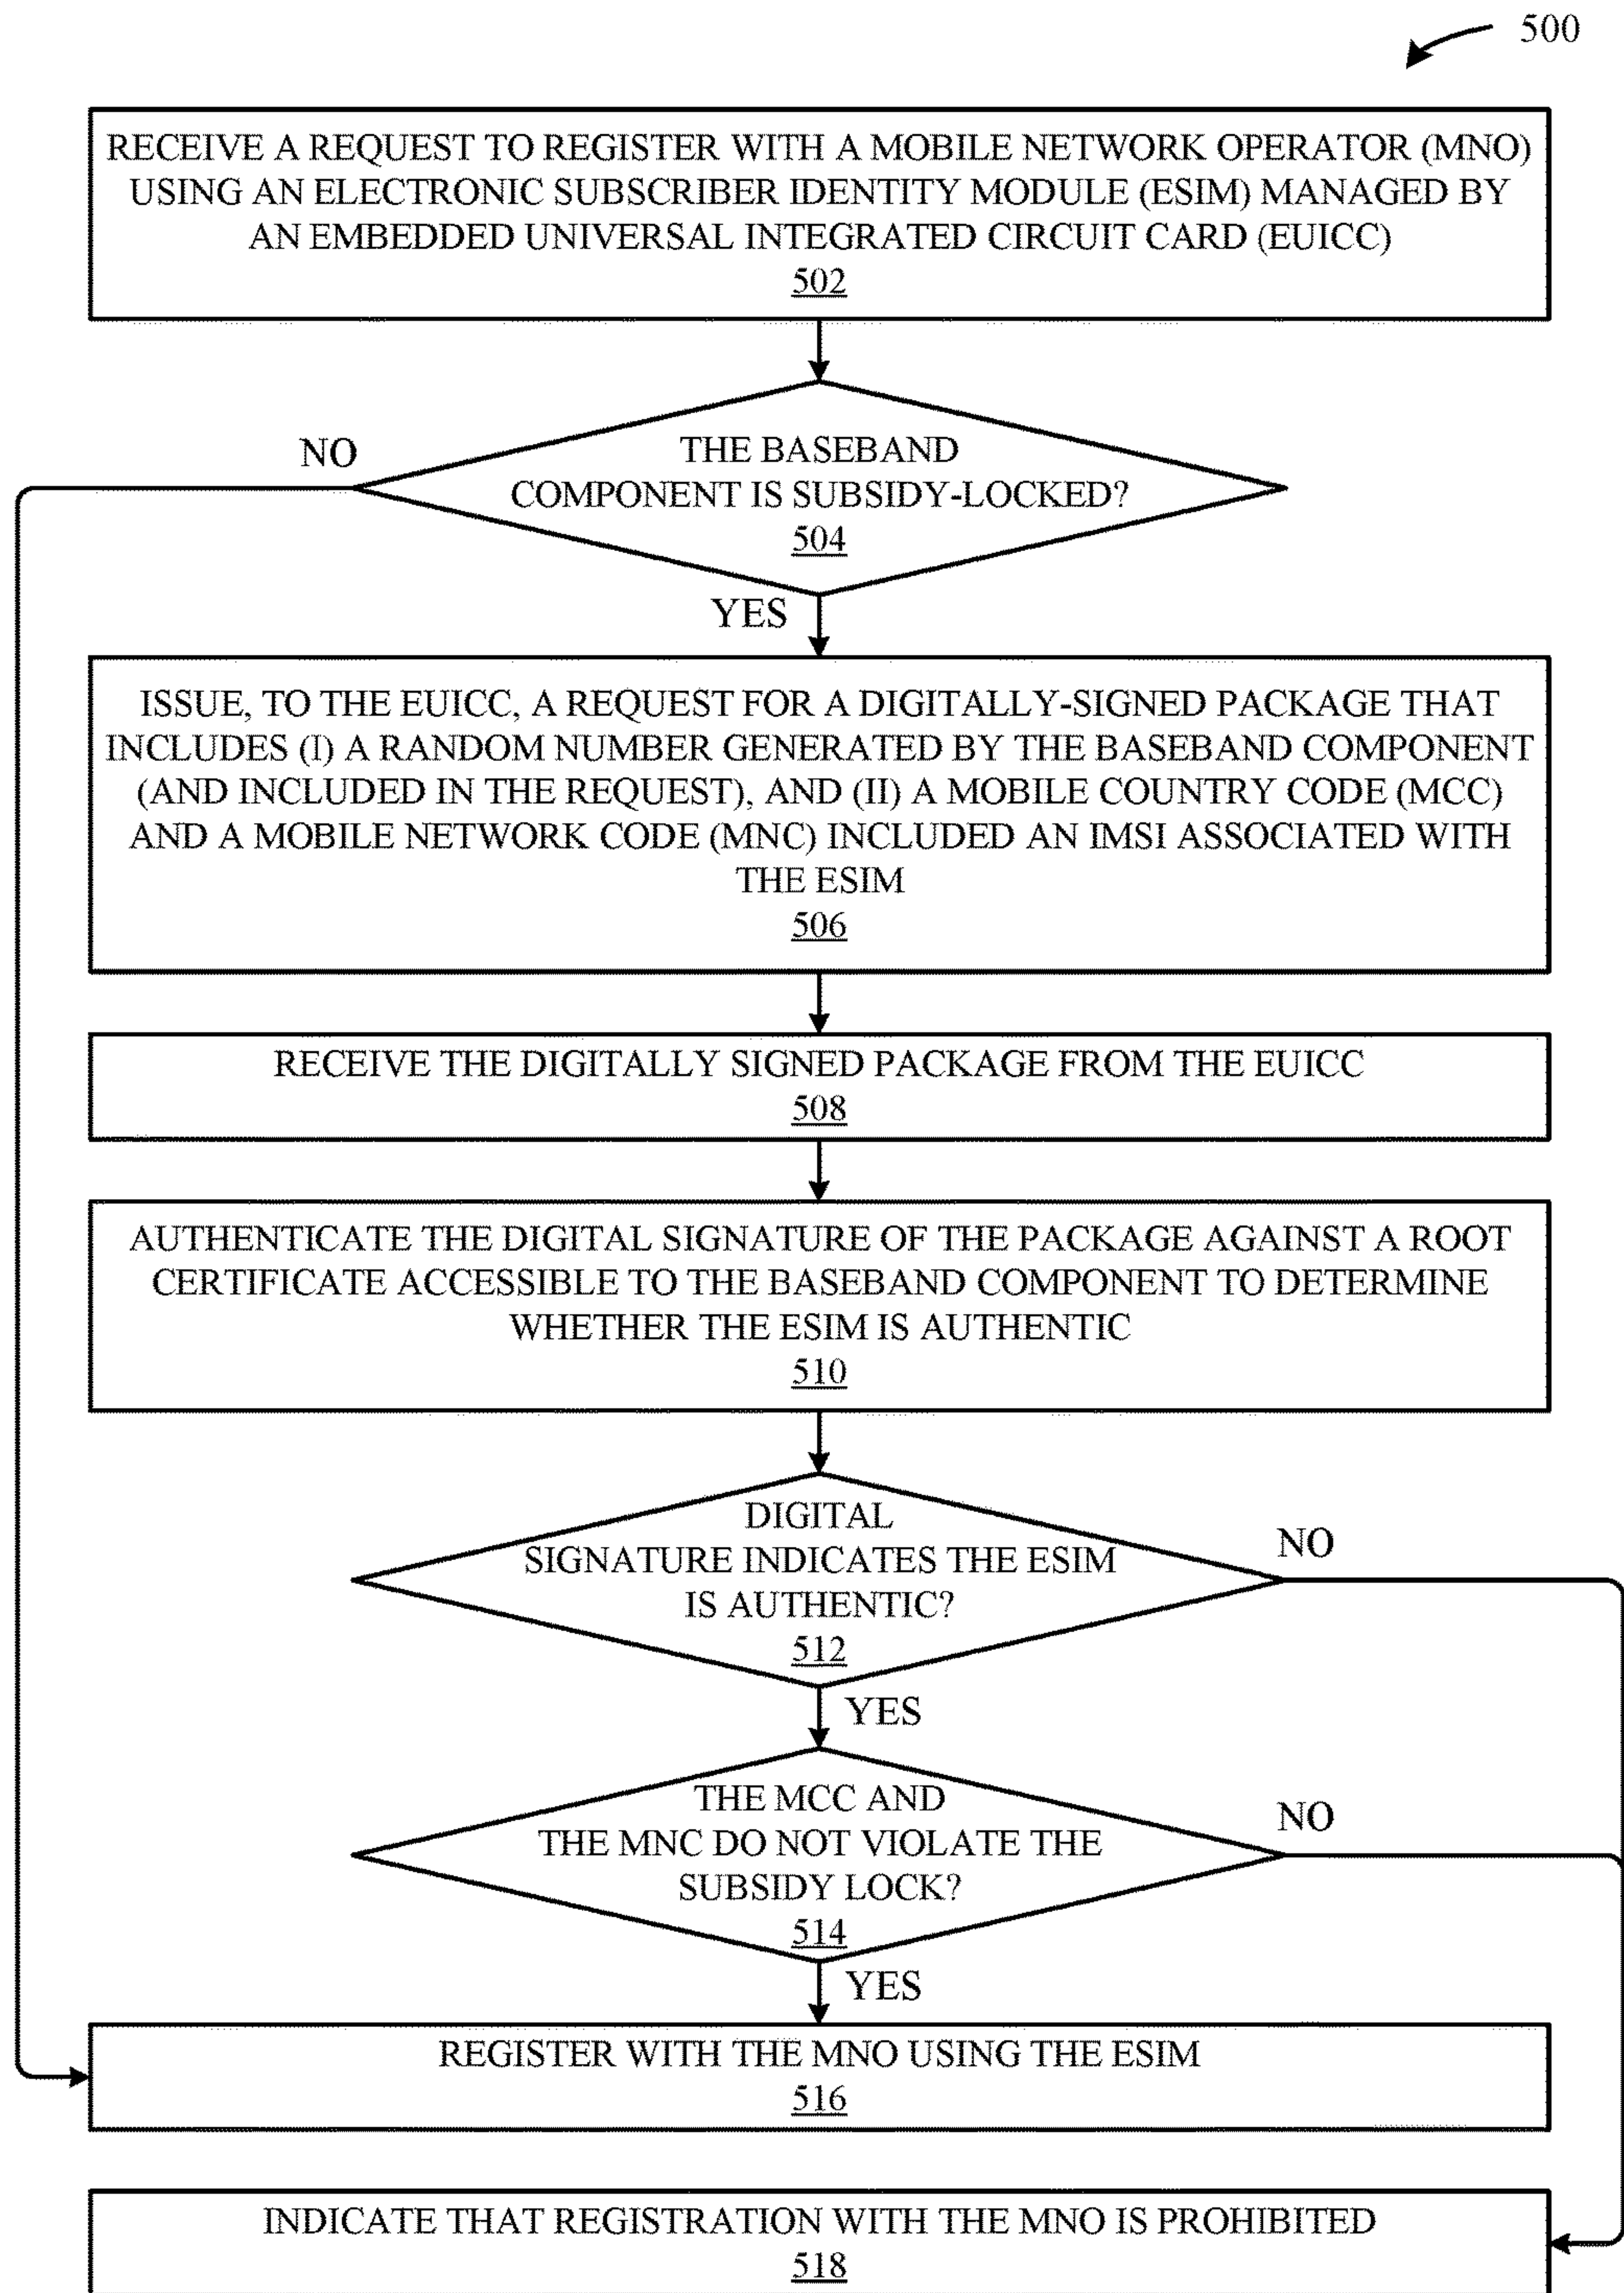 500
RECEIVE A REQUEST TO REGISTER WITH A MOBILE NETWORK OPERATOR (MNO)
USING AN ELECTRONIC SUBSCRIBER IDENTITY MODULE (ESIM) MANAGED BY
AN EMBEDDED UNIVERSAL INTEGRATED CIRCUIT CARD (EUICC)
502
NO
THE BASEBAND
COMPONENT IS SUBSIDY-LOCKED?
504
YES
ISSUE, TO THE EUICC, A REQUEST FOR A DIGITALLY-SIGNED PACKAGE THAT
INCLUDES (I) A RANDOM NUMBER GENERATED BY THE BASEBAND COMPONENT
(AND INCLUDED IN THE REQUEST), AND (II) A MOBILE COUNTRY CODE (MCC)
AND A MOBILE NETWORK CODE (MNC) INCLUDED AN IMSI ASSOCIATED WITH
THE ESIM
506
RECEIVE THE DIGITALLY SIGNED PACKAGE FROM THE EUICC
508
AUTHENTICATE THE DIGITAL SIGNATURE OF THE PACKAGE AGAINST A ROOT
CERTIFICATE ACCESSIBLE TO THE BASEBAND COMPONENT TO DETERMINE
WHETHER THE ESIM IS AUTHENTIC
510
DIGITAL
SIGNATURE INDICATES THE ESIM
IS AUTHENTIC?
512
NO
YES
THE MCC AND
THE MNC DO NOT VIOLATE THE
SUBSIDY LOCK?
514
NO
YES
REGISTER WITH THE MNO USING THE ESIM
516
INDICATE THAT REGISTRATION WITH THE MNO IS PROHIBITED
518